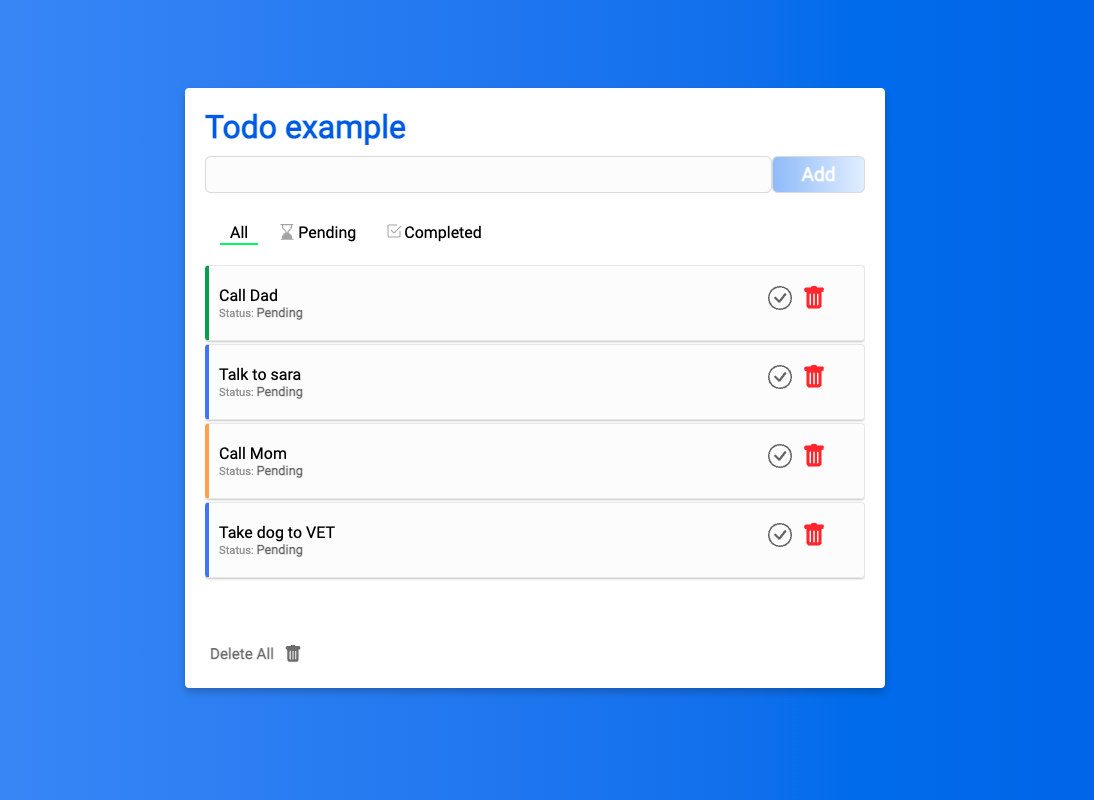 Todo example
Add
All Pending Completed
Call Dad
Status: Pending
Talk to sara
Status: Pending
Call Mom
Status: Pending
Take dog to VET
Status: Pending
Delete All